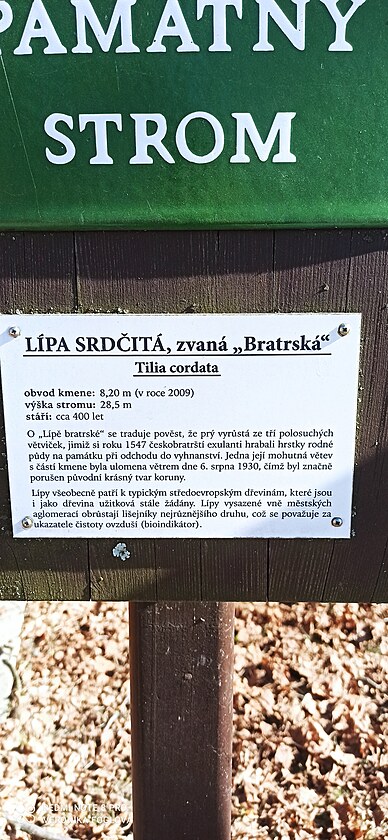 PAMÁTNÝ
STROM
LÍPA SRDČITÁ, zvaná „Bratrská“
Tilia cordata
obvod kmene: 8,20 m (v roce 2009)
výška stromu: 28,5 m
stáří: cca 400 let
O „Lípě bratrské“ se traduje pověst, že prý vyrůstá ze tří polosuchých
větviček, jimiž si roku 1547 českobratrští exulanti hrabali hrstky rodné
půdy na památku při odchodu do vyhnanství. Jedna její mohutná větev
s částí kmene byla ulomena větrem dne 6. srpna 1930, čímž byl značně
porušen původní krásný tvar koruny.
Lípy všeobecně patří k typickým středoevropským dřevinám, které jsou
i jako dřevina užitková stále žádány. Lípy vysazené vně městských
aglomerací obrůstají lišejníky nejrůznějšího druhu, což se považuje za
ukazatele čistoty ovzduší (bioindikátor).